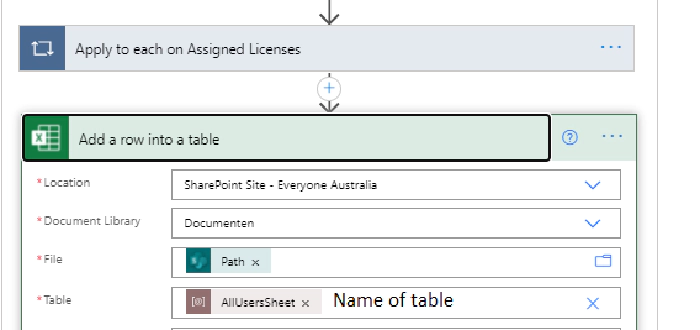 Apply to each on Assigned Licenses
Add a row into a table
*Location SharePoint Site - Everyone Australia
*Document Library Documenten
*File Path ×
*Table AllUsersSheet × Name of table